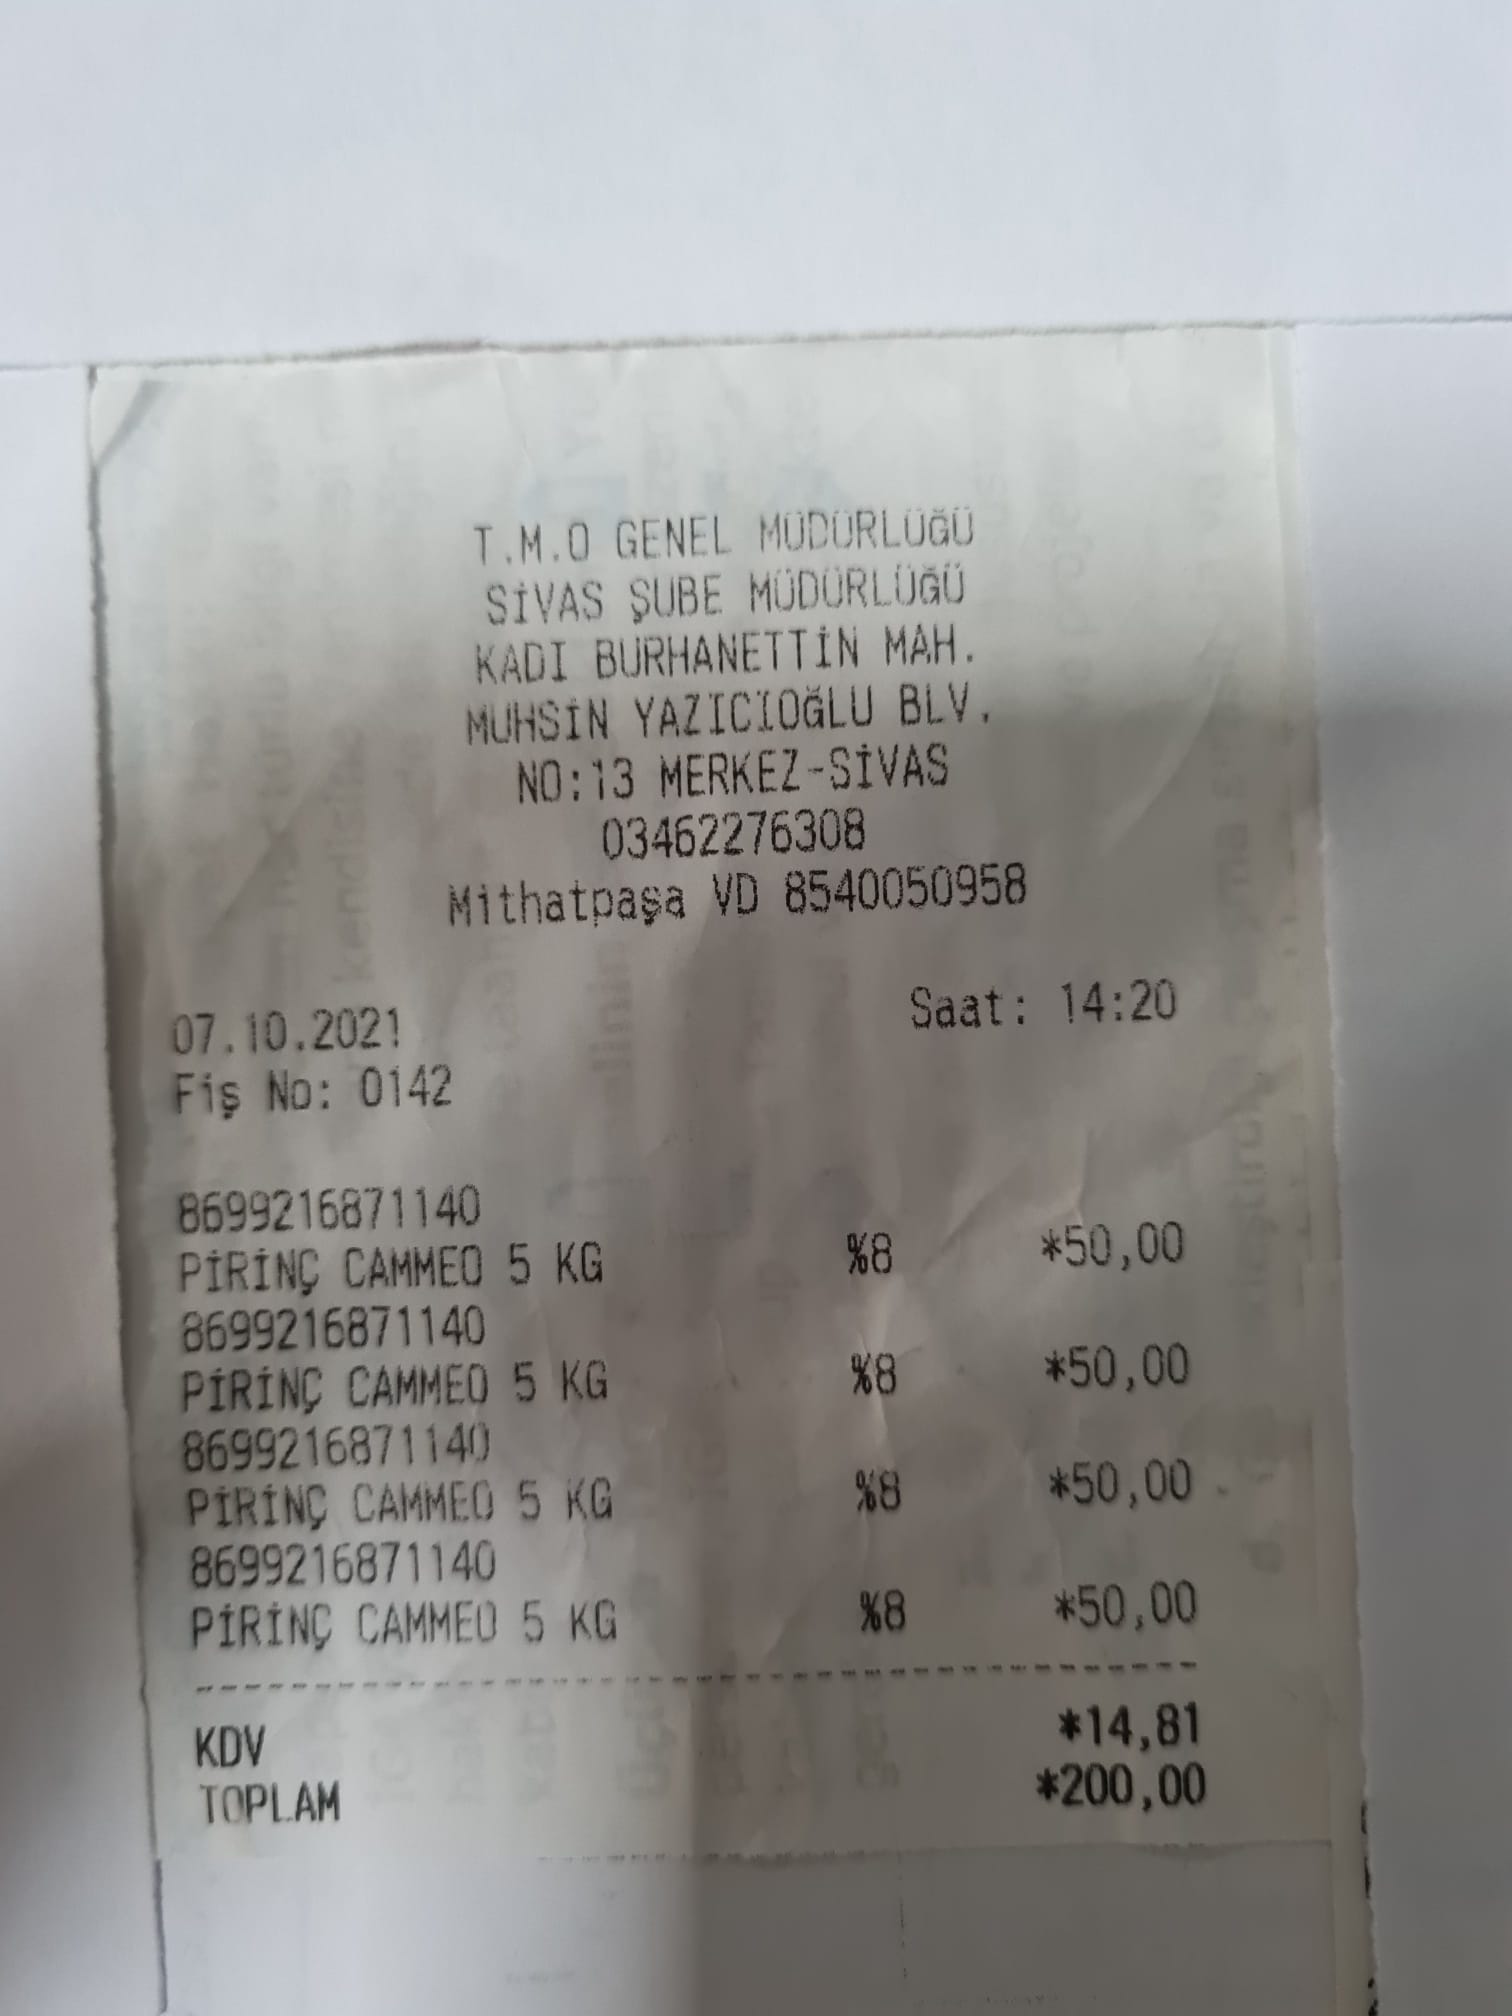 T.M.O GENEL MÜDÜRLÜĞÜ
SİVAS ŞUBE MÜDÜRLÜĞÜ
KADI BURHANETTİN MAH.
MUHSİN YAZICIOĞLU BLV.
NO:13 MERKEZ-SİVAS
03462276308
Mithatpaşa VD 8540050958
07.10.2021 Saat: 14:20
Fiş No: 0142
8699216871140
PİRİNÇ CAMMEO 5 KG %8 *50,00
8699216871140
PİRİNÇ CAMMEO 5 KG %8 *50,00
8699216871140
PİRİNÇ CAMMEO 5 KG %8 *50,00
8699216871140
PİRİNÇ CAMMEO 5 KG %8 *50,00
KDV *14,81
TOPLAM *200,00